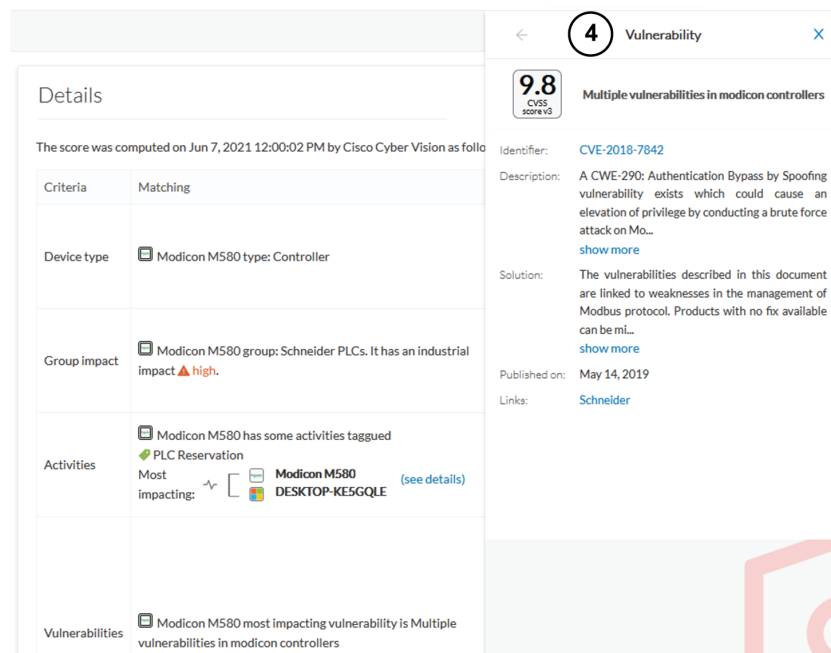 4
Vulnerability
X
9.8
CVSS
score v3
Multiple vulnerabilities in modicon controllers
Identifier:
CVE-2018-7842
Description:
A CWE-290: Authentication Bypass by Spoofing
vulnerability exists which could cause an
elevation of privilege by conducting a brute force
attack on Mo...
show more
Solution:
The vulnerabilities described in this document
are linked to weaknesses in the management of
Modbus protocol. Products with no fix available
can be mi...
show more
Published on:
May 14, 2019
Links:
Schneider
Details
The score was computed on Jun 7, 2021 12:00:02 PM by Cisco Cyber Vision as follo
Criteria
Matching
Device type
Modicon M580 type: Controller
Group impact
Modicon M580 group: Schneider PLCs. It has an industrial
impact high.
Activities
Modicon M580 has some activities taggued
PLC Reservation
Most
impacting:
Modicon M580
DESKTOP-KE5GQLE
(see details)
Vulnerabilities
Modicon M580 most impacting vulnerability is Multiple
vulnerabilities in modicon controllers